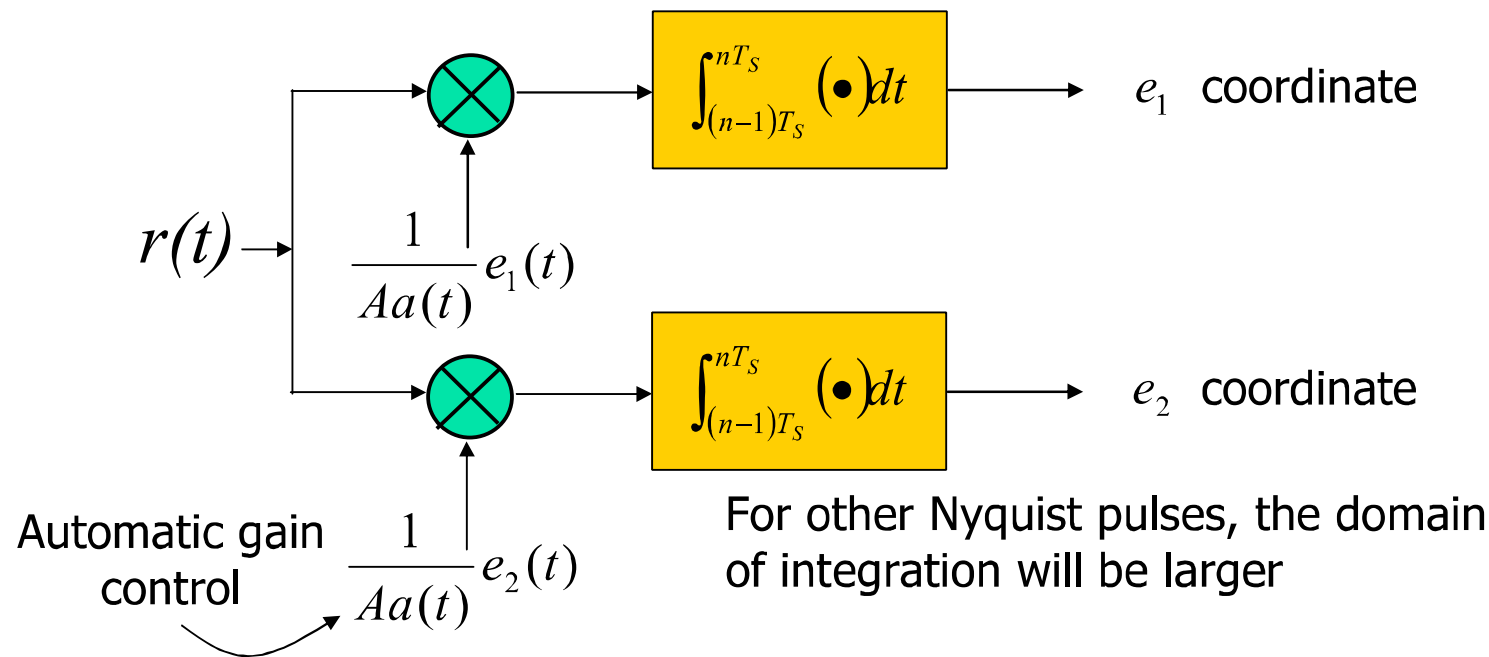 ∫_{(n−1)T_S}^{nT_S} (•)dt
e₁ coordinate
r(t)
1/Aa(t) e₁(t)
∫_{(n−1)T_S}^{nT_S} (•)dt
e₂ coordinate
Automatic gain
control
1/Aa(t) e₂(t)
For other Nyquist pulses, the domain
of integration will be larger